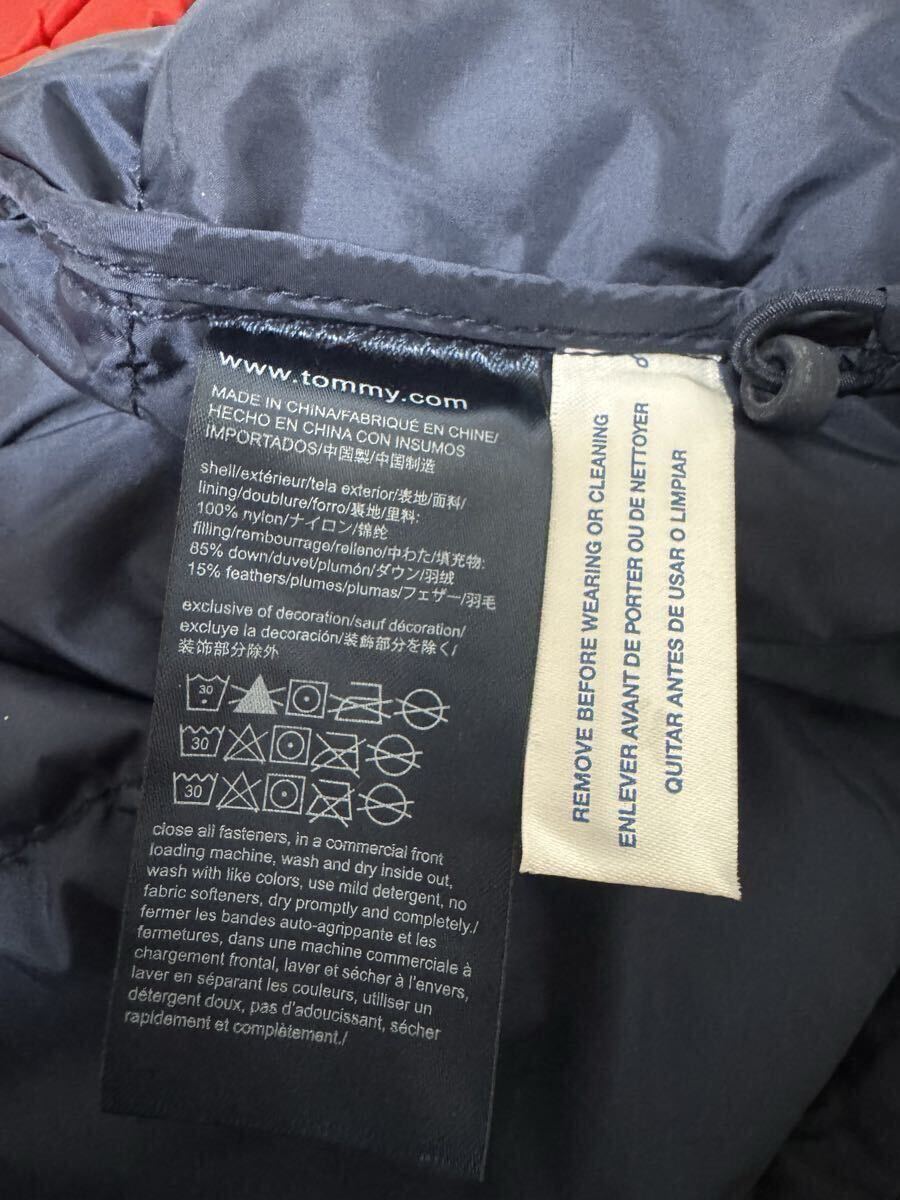 www.tommy.com
MADE IN CHINA/FABRIQUÉ EN CHINE/
HECHO EN CHINA CON INSUMOS
IMPORTADOS/中国製/中国制造
shell/extérieur/tela exterior/表地/面料/
lining/doublure/forro/裏地/里料:
100% nylon/ナイロン/锦纶
filling/rembourrage/relleno/中わた/填充物:
85% down/duvet/plumón/ダウン/羽绒
15% feathers/plumes/plumas/フェザー/羽毛
exclusive of decoration/sauf décoration/
excluye la decoración/装飾部分を除く/
装饰部分除外
30
30
30
close all fasteners, in a commercial front
loading machine, wash and dry inside out,
wash with like colors, use mild detergent, no
fabric softeners, dry promptly and completely./
fermer les bandes auto-agrippante et les
fermetures, dans une machine commerciale à
chargement frontal, laver et sécher à l'envers,
laver en séparant les couleurs, utiliser un
détergent doux, pas d'adoucissant, sécher
rapidement et complètement./
REMOVE BEFORE WEARING OR CLEANING
ENLEVER AVANT DE PORTER OU DE NETTOYER
QUITAR ANTES DE USAR O LIMPIAR